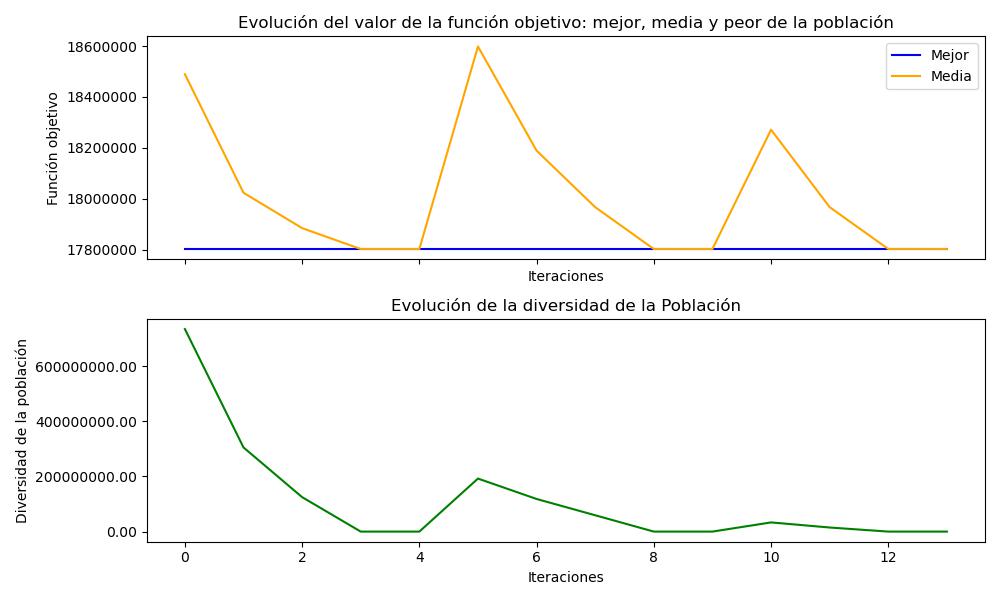 Evolución del valor de la función objetivo: mejor, media y peor de la población
Función objetivo
18600000
18400000
18200000
18000000
17800000
Mejor
Media
Iteraciones
Evolución de la diversidad de la Población
Diversidad de la población
600000000.00
400000000.00
200000000.00
0.00
0 2 4 6 8 10 12
Iteraciones